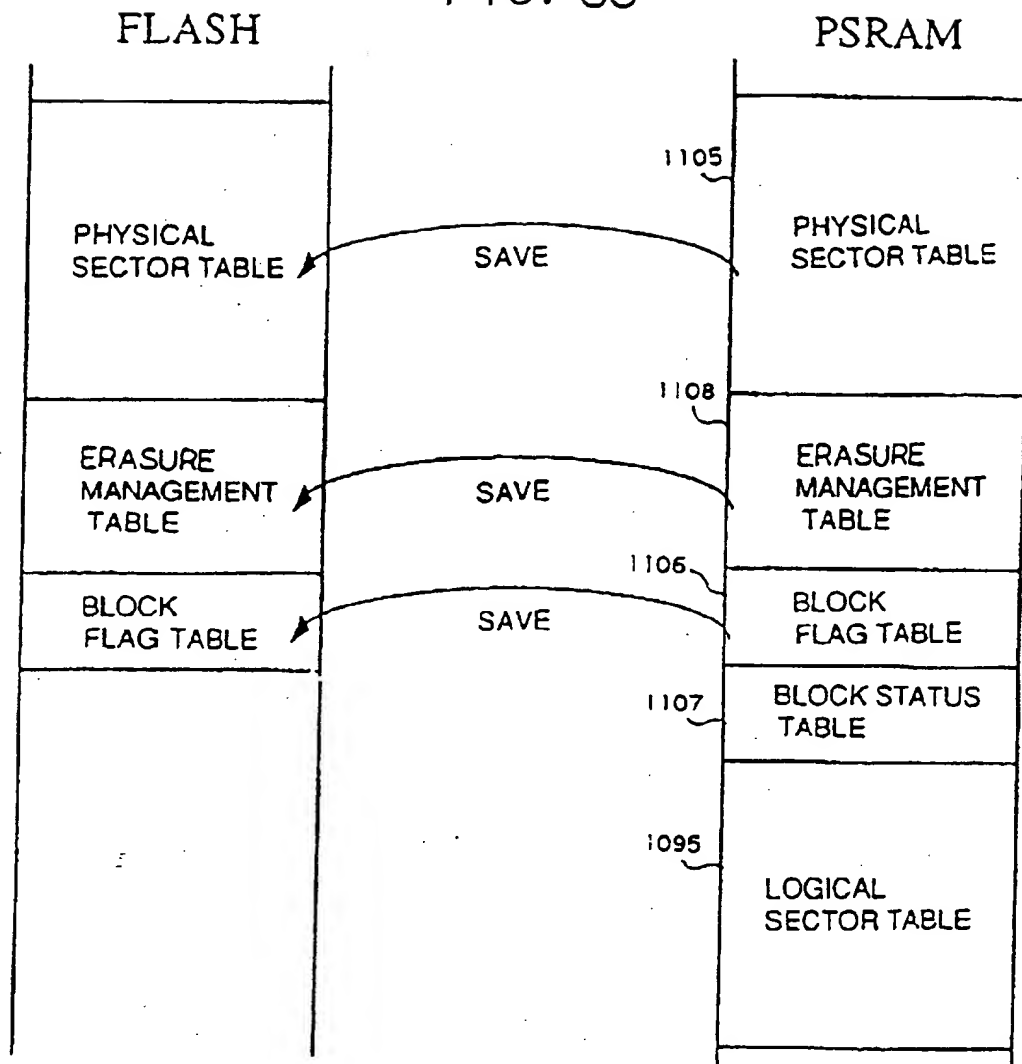 FLASH
PSRAM
1105
PHYSICAL
SECTOR TABLE
SAVE
PHYSICAL
SECTOR TABLE
1108
ERASURE
MANAGEMENT
TABLE
SAVE
ERASURE
MANAGEMENT
TABLE
1106
BLOCK
FLAG TABLE
SAVE
BLOCK
FLAG TABLE
1107
BLOCK STATUS
TABLE
1095
LOGICAL
SECTOR TABLE